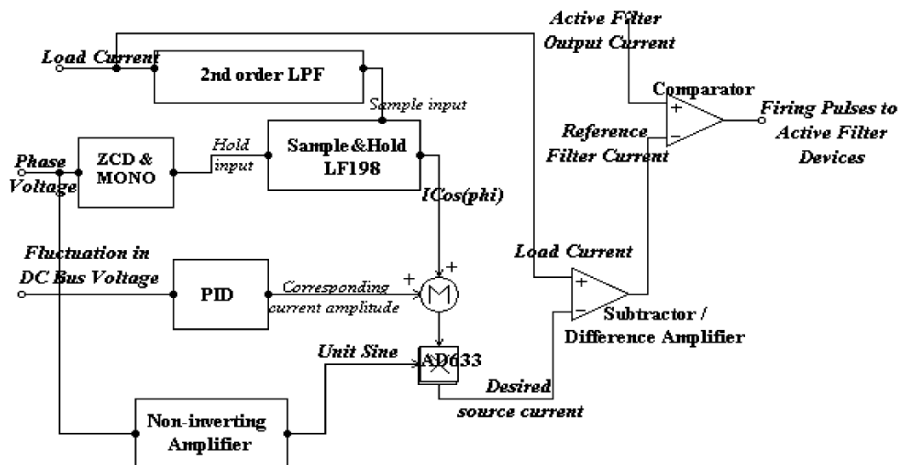 Active Filter
Output Current
Load Current
2nd order LPF
Sample input
Comparator
+
−
Firing Pulses to
Active Filter
Devices
Reference
Filter Current
Phase
Voltage
ZCD &
MONO
Hold
input
Sample&Hold
LF198
ICos(phi)
Fluctuation in
DC Bus Voltage
PID
Corresponding
current amplitude
+
+
M
Load Current
+
−
Subtractor /
Difference Amplifier
Unit Sine
AD633
Desired
source current
Non-inverting
Amplifier